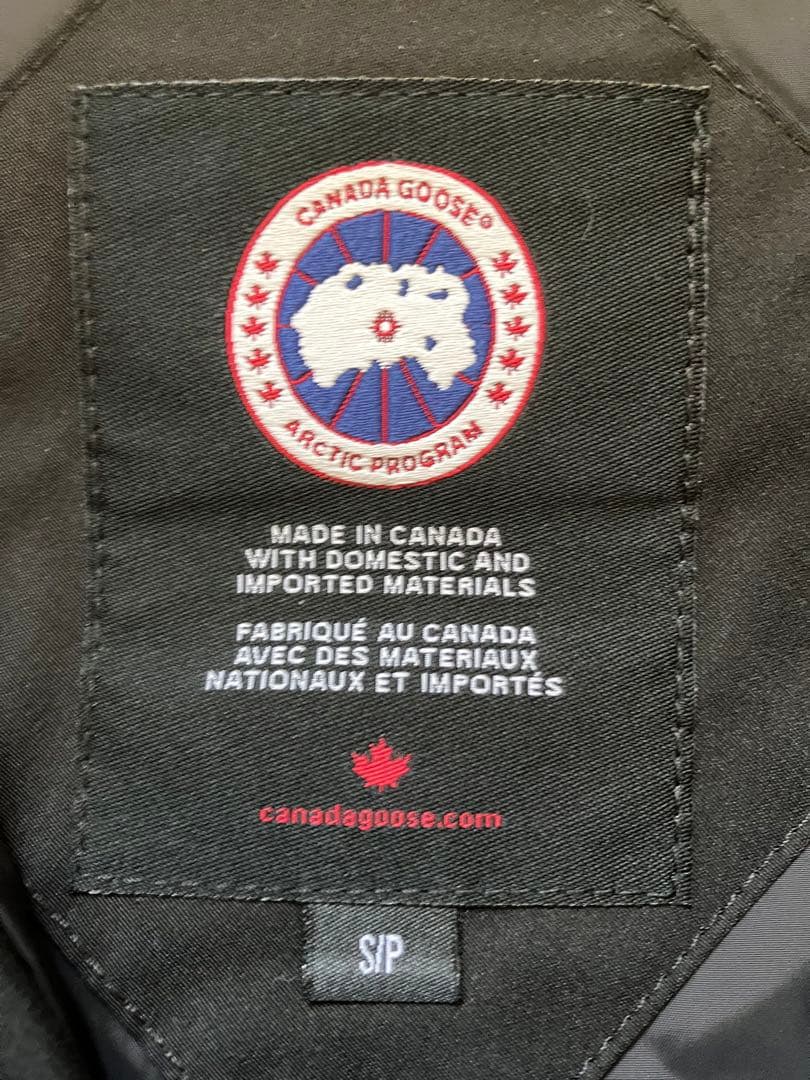 CANADA GOOSE®
ARCTIC PROGRAM
MADE IN CANADA
WITH DOMESTIC AND
IMPORTED MATERIALS
FABRIQUÉ AU CANADA
AVEC DES MATERIAUX
NATIONAUX ET IMPORTÉS
canadagoose.com
S/P